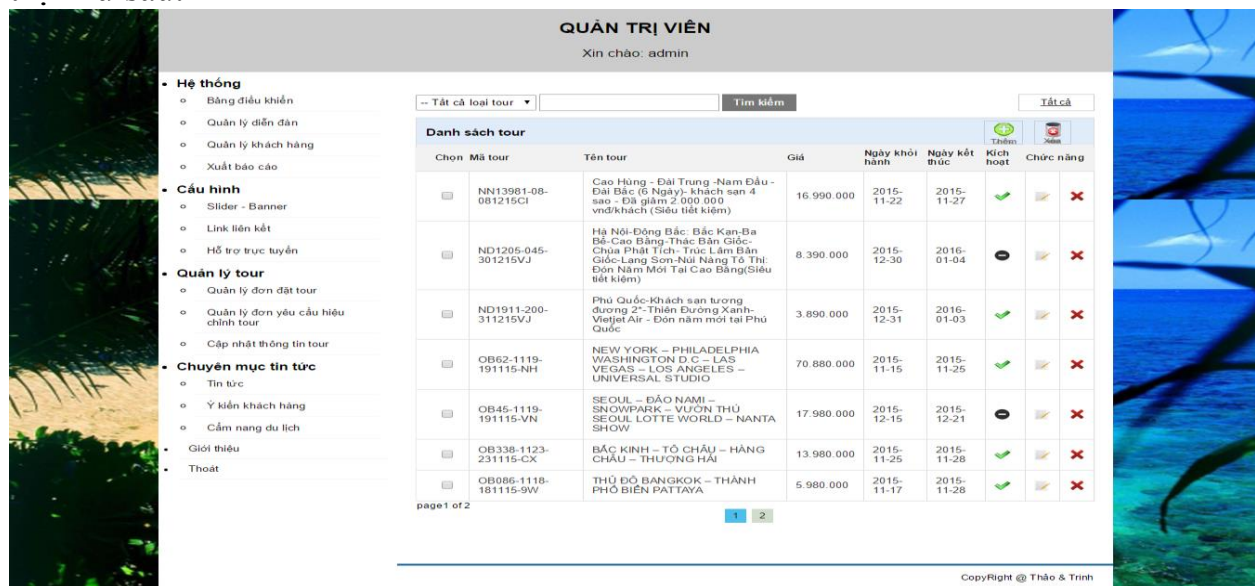 QUẢN TRỊ VIÊN
Xin chào: admin
Hệ thống
Bảng điều khiển
Quản lý diễn đàn
Quản lý khách hàng
Xuất báo cáo
Cấu hình
Slider - Banner
Link liên kết
Hỗ trợ trực tuyến
Quản lý tour
Quản lý đơn đặt tour
Quản lý đơn yêu cầu hiệu
chỉnh tour
Cập nhật thông tin tour
Chuyên mục tin tức
Tin tức
Ý kiến khách hàng
Cẩm nang du lịch
Giới thiệu
Thoát
-- Tất cả loại tour Tìm kiếm Tất cả
Danh sách tour Thêm Xóa
Chọn Mã tour Tên tour Giá Ngày khởi Ngày kết Kích Chức năng
hành thúc hoạt
NN13981-08-
081215CI
Cao Hùng - Đài Trung -Nam Đầu -
Đài Bắc (6 Ngày)- khách sạn 4
sao - Đã giảm 2.000.000
vnđ/khách (Siêu tiết kiệm)
16.990.000
2015-
11-22
2015-
11-27
ND1205-045-
301215VJ
Hà Nội-Đông Bắc: Bắc Kạn-Ba
Bể-Cao Bằng-Thác Bản Giốc-
Chùa Phật Tích- Trúc Lâm Bản
Giốc-Lạng Sơn-Núi Nàng Tô Thị:
Đón Năm Mới Tại Cao Bằng(Siêu
tiết kiệm)
8.390.000
2015-
12-30
2016-
01-04
ND1911-200-
311215VJ
Phú Quốc-Khách sạn tương
đương 2*-Thiên Đường Xanh-
Vietjet Air - Đón năm mới tại Phú
Quốc
3.890.000
2015-
12-31
2016-
01-03
OB62-1119-
191115-NH
NEW YORK – PHILADELPHIA
WASHINGTON D.C – LAS
VEGAS – LOS ANGELES –
UNIVERSAL STUDIO
70.880.000
2015-
11-15
2015-
11-25
OB45-1119-
191115-VN
SEOUL – ĐẢO NAMI –
SNOWPARK – VƯỜN THÚ
SEOUL LOTTE WORLD – NANTA
SHOW
17.980.000
2015-
12-15
2015-
12-21
OB338-1123-
231115-CX
BẮC KINH – TÔ CHÂU – HÀNG
CHÂU – THƯỢNG HẢI
13.980.000
2015-
11-25
2015-
11-28
OB086-1118-
181115-9W
THỦ ĐÔ BANGKOK – THÀNH
PHỐ BIỂN PATTAYA
5.980.000
2015-
11-17
2015-
11-28
page1 of 2
1 2
CopyRight @ Thảo & Trinh